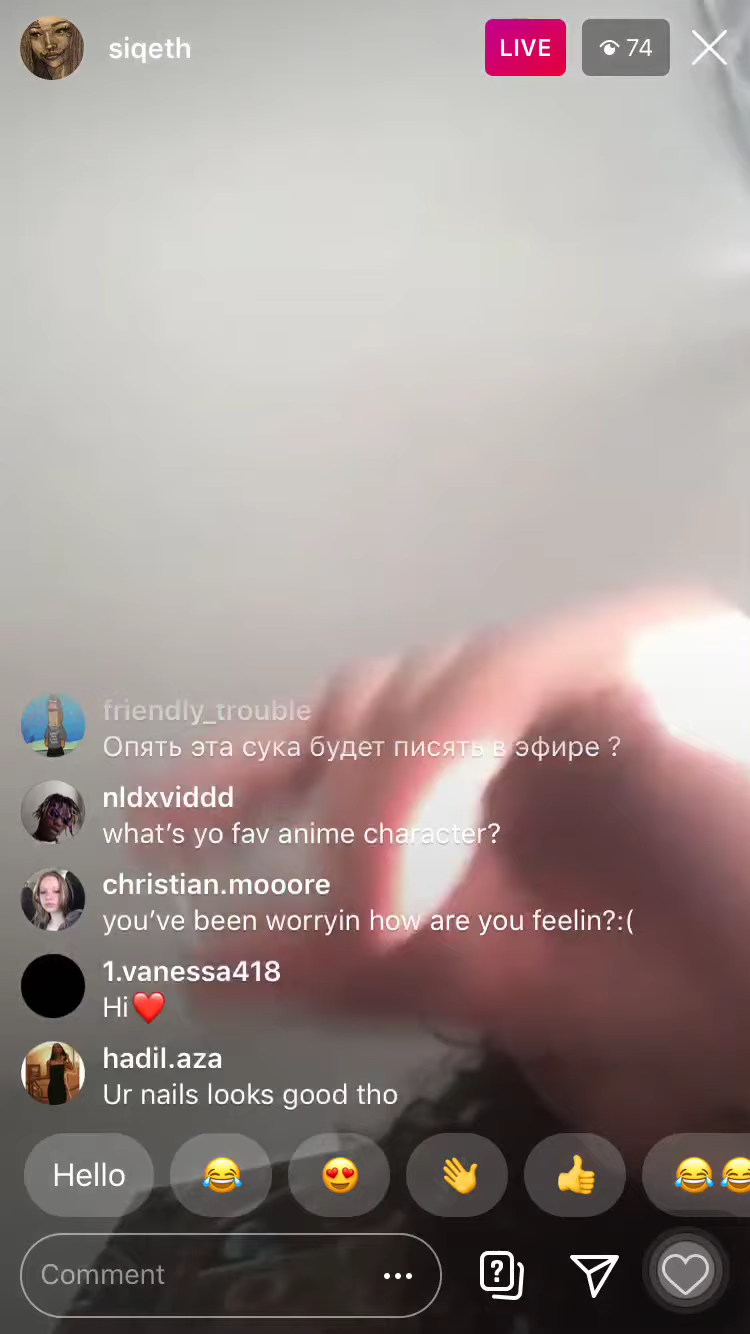 siqeth
LIVE
74
friendly_trouble
Опять эта сука будет писять в эфире ?
nldxviddd
what's yo fav anime character?
christian.mooore
you've been worryin how are you feelin?:(
1.vanessa418
Hi❤️
hadil.aza
Ur nails looks good tho
Hello 😂 😍 👋 👍 😂😂
Comment